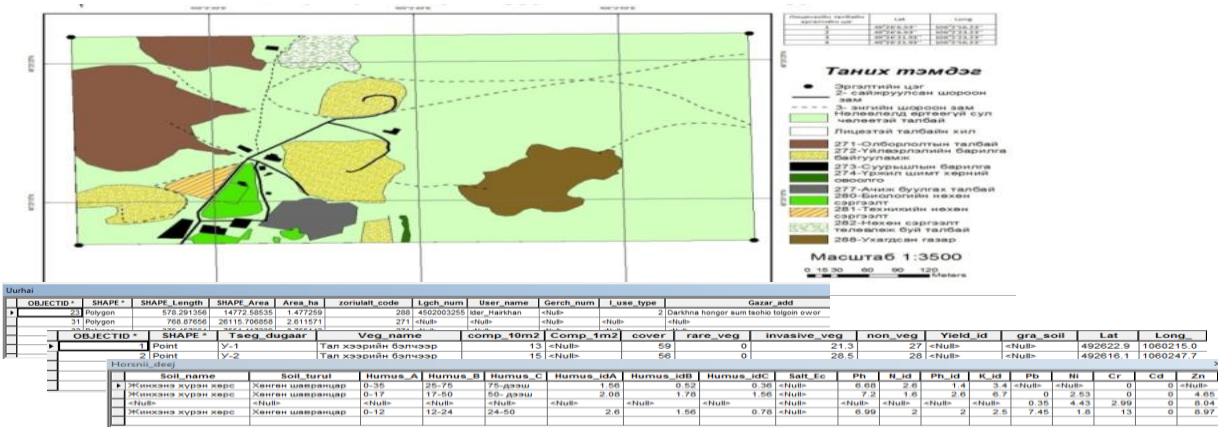 Lat Long
Таних тэмдэг
Эргэлтийн цэг
2- сайжруулсан шороон зам
3- энгийн шороон зам
Нөлөөлөлд өртөөгүй сул чөлөөтэй талбай
Лицезтэй талбайн хил
271-Олборлолтын талбай
272-Үйлвэрлэлийн барилга байгууламж
273-Суурьшлын барилга
274-Үржил шимт хөрсний овоолго
277-Ачиж буулгах талбай
280-Биологийн нөхөн сэргээлт
281-Техникийн нөхөн сэргээлт
282-Нөхөн сэргээлт төлөвлөж буй талбай
288-Ухагдсан газар
Масштаб 1:3500
0 15 30 60 90 120
Meters
Uurhai
OBJECTID * SHAPE * SHAPE_Length SHAPE_Area Area_ha zoriulalt_code Lgch_num User_name Gerch_num l_use_type Gazar_add
23 Polygon 578.291356 14772.58535 1.477259 288 4502003255 Ider_Hairkhan <Null> 2 Darkhna hongor sum tsohio tolgoin owor
31 Polygon 768.87656 26115.706858 2.611571 271 <Null> <Null> <Null> <Null> <Null>
OBJECTID * SHAPE * Tseg_dugaar Veg_name comp_10m2 Comp_1m2 cover rare_veg invasive_veg non_veg Yield_id gra_soil Lat Long_
1 Point У-1 Тал хээрийн бэлчээр 13 <Null> 59 0 21.3 27 <Null> <Null> 492622.9 1060215.0
2 Point У-2 Тал хээрийн бэлчээр 15 <Null> 56 0 28.5 28 <Null> <Null> 492616.1 1060247.7
Horsnii_deej
Soil_name Soil_turul Humus_A Humus_B Humus_C Humus_idA Humus_idB Humus_idC Salt_Ec Ph N_id Ph_id K_id Pb Ni Cr Cd Zn
Жинхэнэ хүрэн хөрс Хөнгөн шавранцар 0-35 25-75 75-дээш 1.56 0.52 0.36 <Null> 6.68 2.6 1.4 3.4 <Null> <Null> 0 0 <Null>
Жинхэнэ хүрэн хөрс Хөнгөн шавранцар 0-17 17-50 50- дээш 2.08 1.78 1.56 <Null> 7.2 1.6 2.6 6.7 0 2.53 0 0 4.65
<Null> <Null> <Null> <Null> <Null> <Null> <Null> <Null> <Null> <Null> <Null> <Null> <Null> 0.35 4.43 2.99 0 8.04
Жинхэнэ хүрэн хөрс Хөнгөн шавранцар 0-12 12-24 24-50 2.6 1.56 0.78 <Null> 6.99 2 2 2.5 7.45 1.8 13 0 8.97